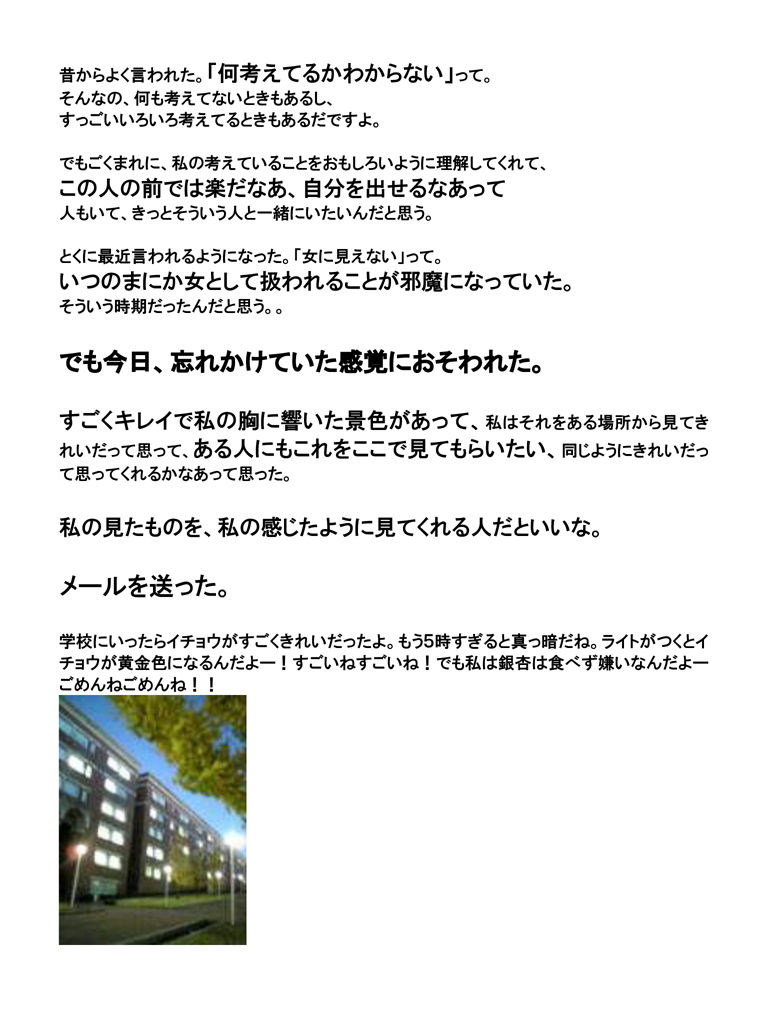 昔からよく言われた。「何考えてるかわからない」って。
そんなの、何も考えてないときもあるし、
すっごいいろいろ考えてるときもあるだですよ。
でもごくまれに、私の考えていることをおもしろいように理解してくれて、
この人の前では楽だなあ、自分を出せるなあって
人もいて、きっとそういう人と一緒にいたいんだと思う。
とくに最近言われるようになった。「女に見えない」って。
いつのまにか女として扱われることが邪魔になっていた。
そういう時期だったんだと思う。。
でも今日、忘れかけていた感覚におそわれた。
すごくキレイで私の胸に響いた景色があって、私はそれをある場所から見てき
れいだって思って、ある人にもこれをここで見てもらいたい、同じようにきれいだっ
て思ってくれるかなあって思った。
私の見たものを、私の感じたように見てくれる人だといいな。
メールを送った。
学校にいったらイチョウがすごくきれいだったよ。もう5時すぎると真っ暗だね。ライトがつくとイ
チョウが黄金色になるんだよー！すごいねすごいね！でも私は銀杏は食べず嫌いなんだよー
ごめんねごめんね！！